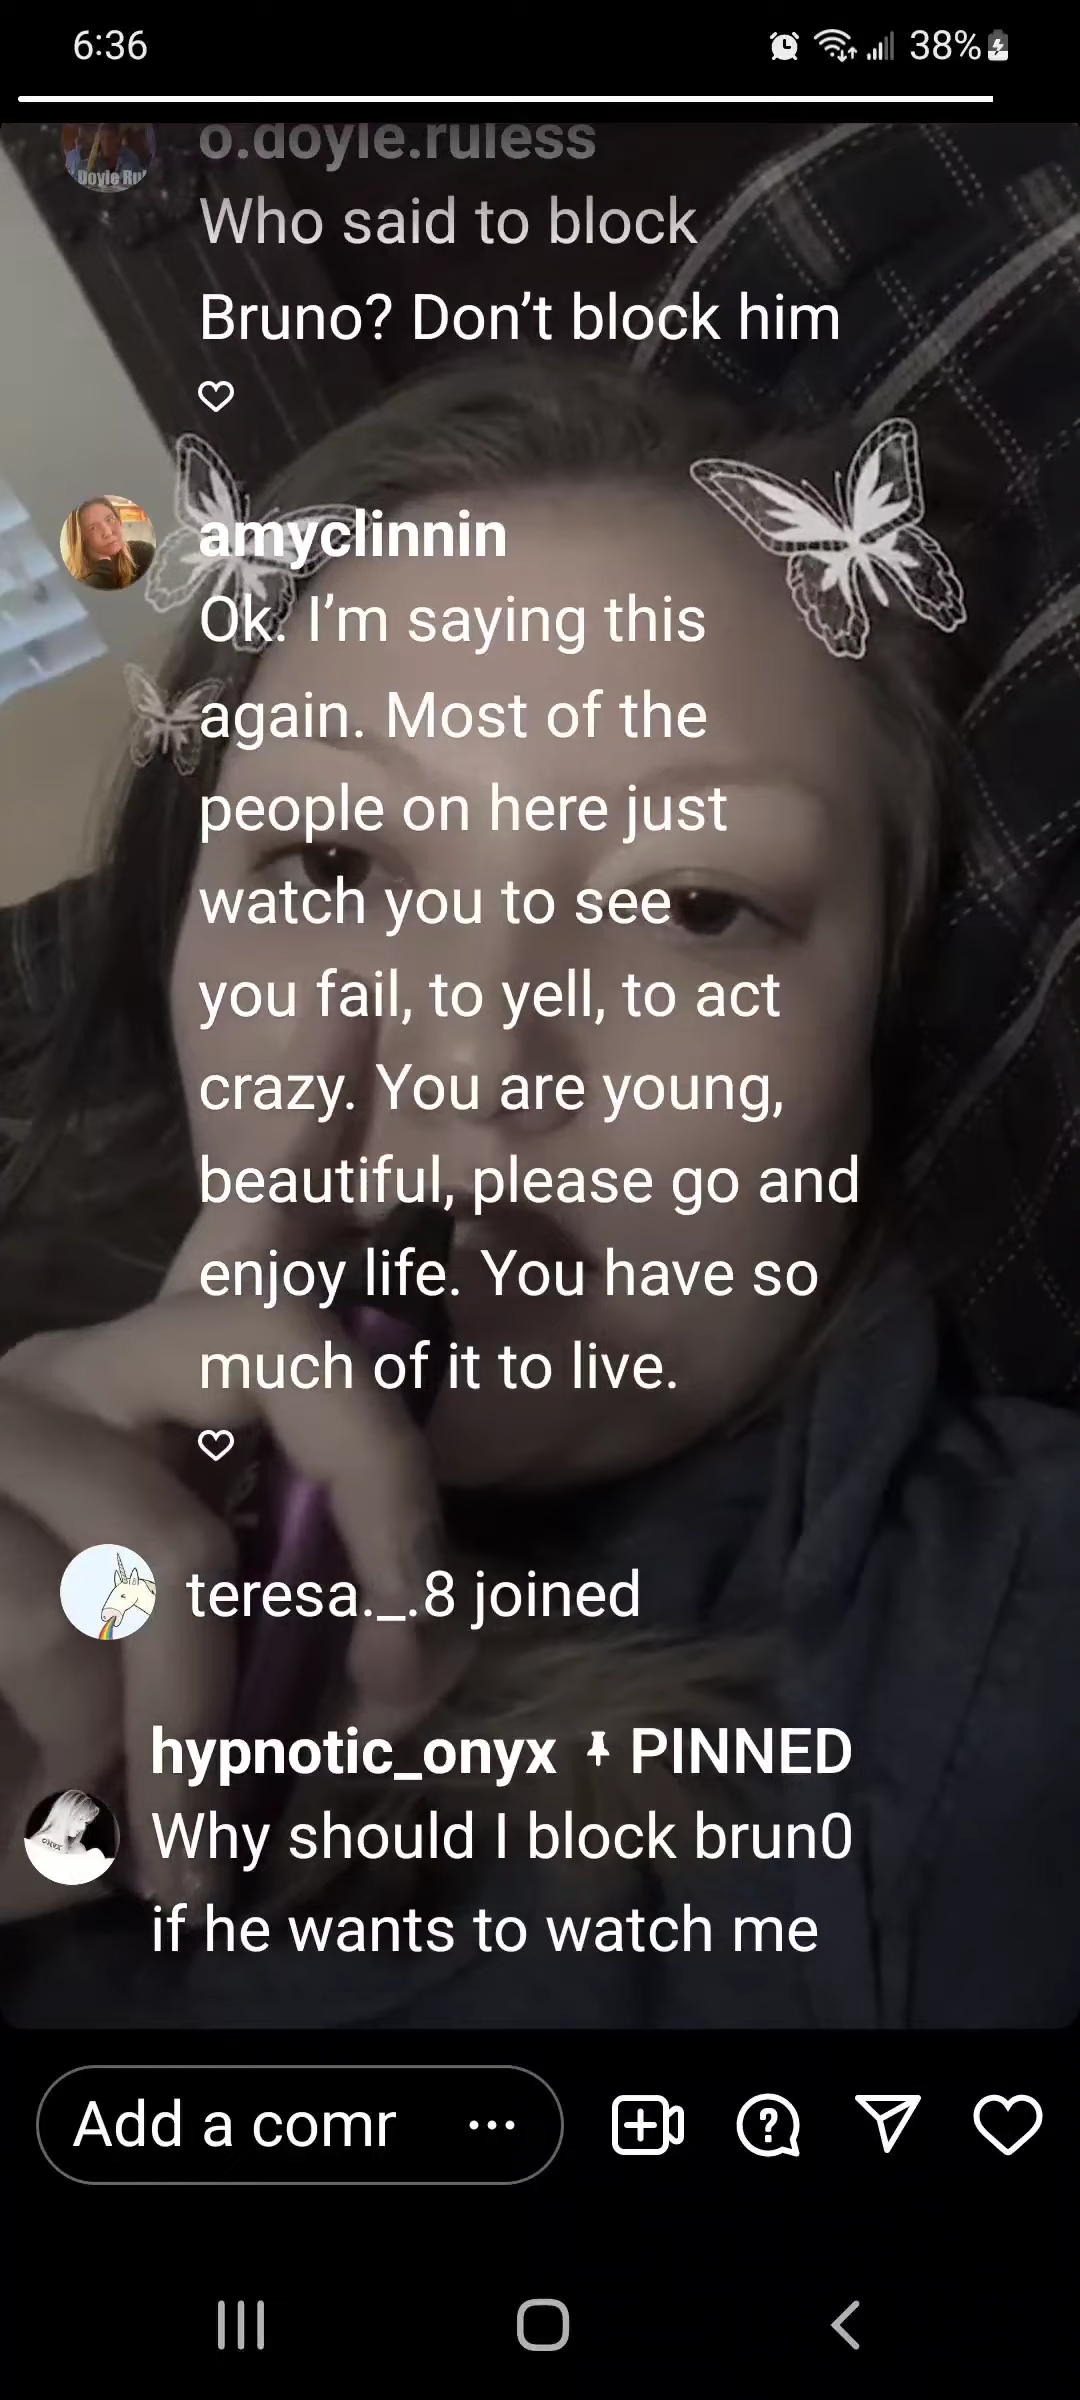 6:36
38%
o.doyle.ruless
Doyle Ru
Who said to block
Bruno? Don’t block him
amyclinnin
Ok. I’m saying this
again. Most of the
people on here just
watch you to see
you fail, to yell, to act
crazy. You are young,
beautiful, please go and
enjoy life. You have so
much of it to live.
teresa._.8 joined
hypnotic_onyx PINNED
Why should I block brun0
if he wants to watch me
Add a comr